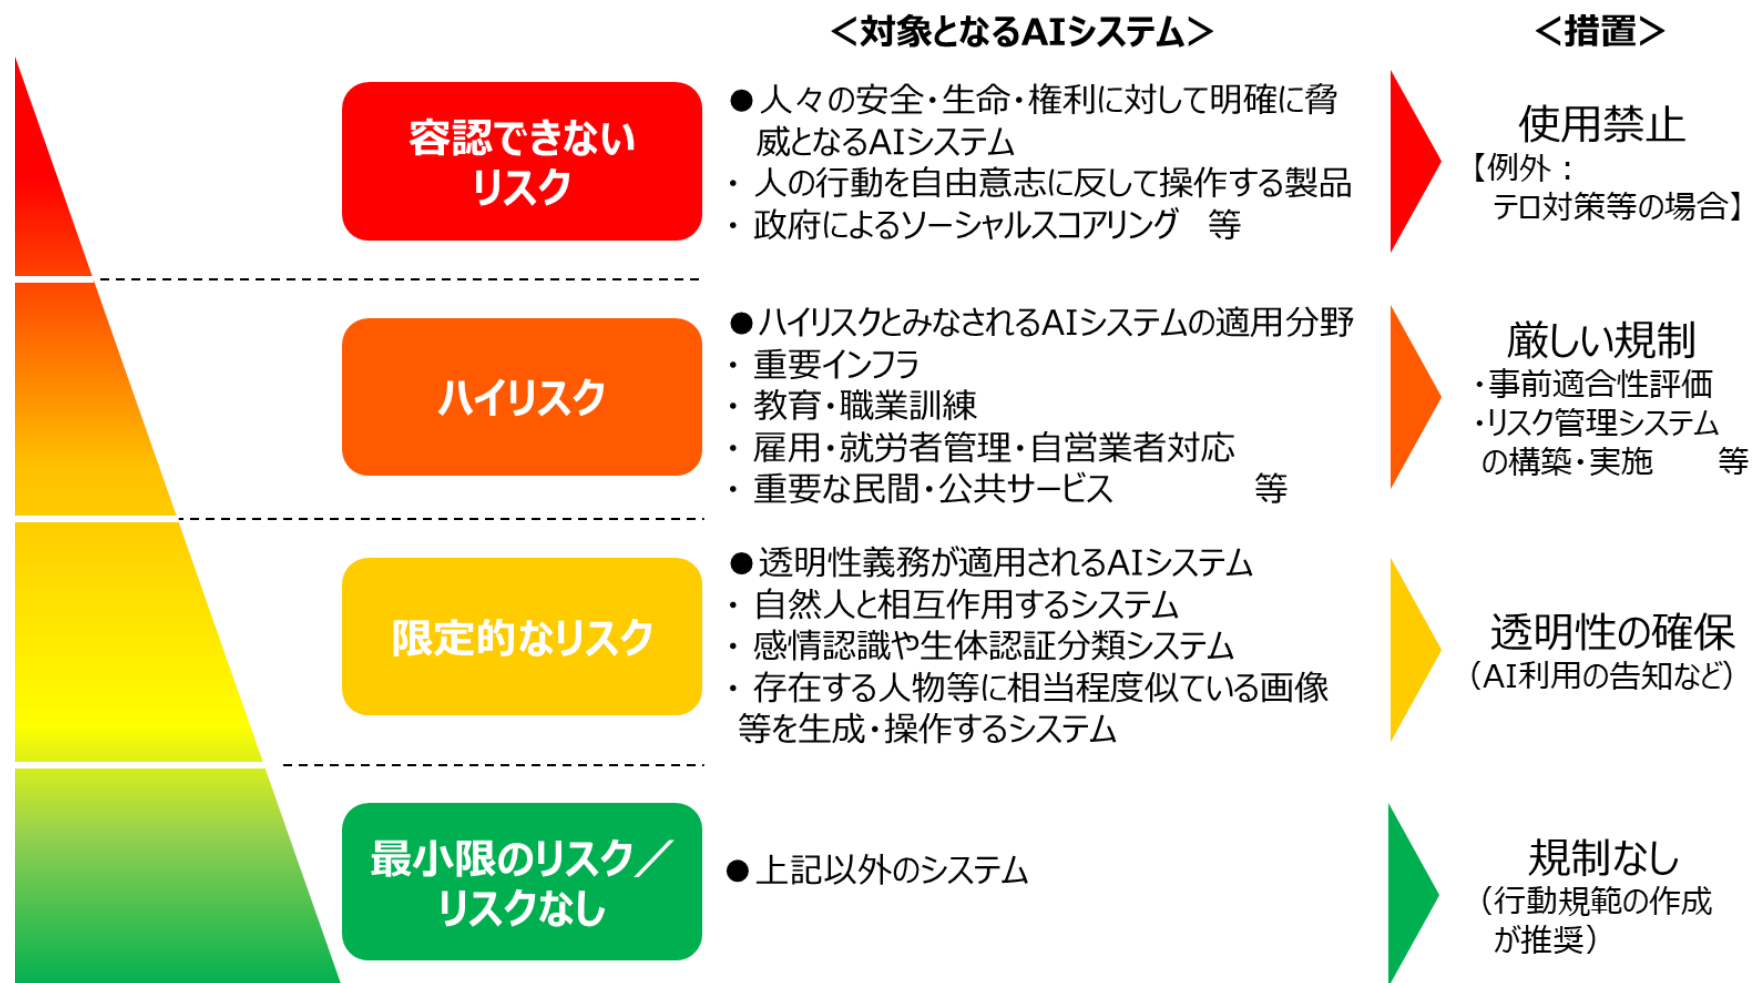 ＜対象となるAIシステム＞
＜措置＞
容認できない
リスク
●人々の安全・生命・権利に対して明確に脅
威となるAIシステム
・ 人の行動を自由意志に反して操作する製品
・ 政府によるソーシャルスコアリング　等
使用禁止
【例外：
テロ対策等の場合】
ハイリスク
●ハイリスクとみなされるAIシステムの適用分野
・ 重要インフラ
・ 教育・職業訓練
・ 雇用・就労者管理・自営業者対応
・ 重要な民間・公共サービス　　　　等
厳しい規制
・事前適合性評価
・リスク管理システム
の構築・実施　　等
限定的なリスク
●透明性義務が適用されるAIシステム
・ 自然人と相互作用するシステム
・ 感情認識や生体認証分類システム
・ 存在する人物等に相当程度似ている画像
等を生成・操作するシステム
透明性の確保
（AI利用の告知など）
最小限のリスク／
リスクなし
●上記以外のシステム
規制なし
（行動規範の作成
が推奨）